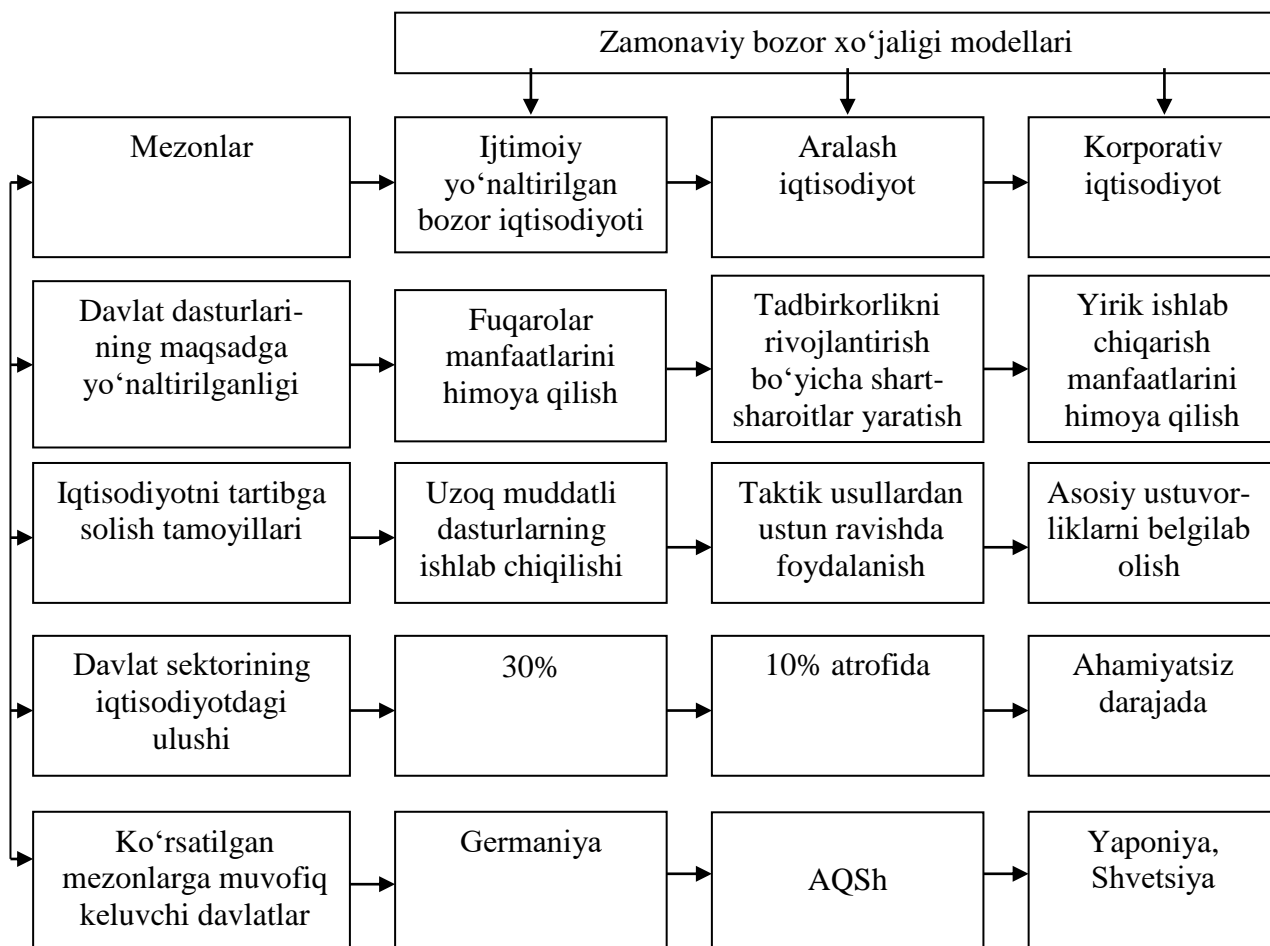 Zamonaviy bozor xo‘jaligi modellari
Mezonlar
Ijtimoiy
yo‘naltirilgan
bozor iqtisodiyoti
Aralash
iqtisodiyot
Korporativ
iqtisodiyot
Davlat dasturlari-
ning maqsadga
yo‘naltirilganligi
Fuqarolar
manfaatlarini
himoya qilish
Tadbirkorlikni
rivojlantirish
bo‘yicha shart-
sharoitlar yaratish
Yirik ishlab
chiqarish
manfaatlarini
himoya qilish
Iqtisodiyotni tartibga
solish tamoyillari
Uzoq muddatli
dasturlarning
ishlab chiqilishi
Taktik usullardan
ustun ravishda
foydalanish
Asosiy ustuvor-
liklarni belgilab
olish
Davlat sektorining
iqtisodiyotdagi
ulushi
30%
10% atrofida
Ahamiyatsiz
darajada
Ko‘rsatilgan
mezonlarga muvofiq
keluvchi davlatlar
Germaniya
AQSh
Yaponiya,
Shvetsiya